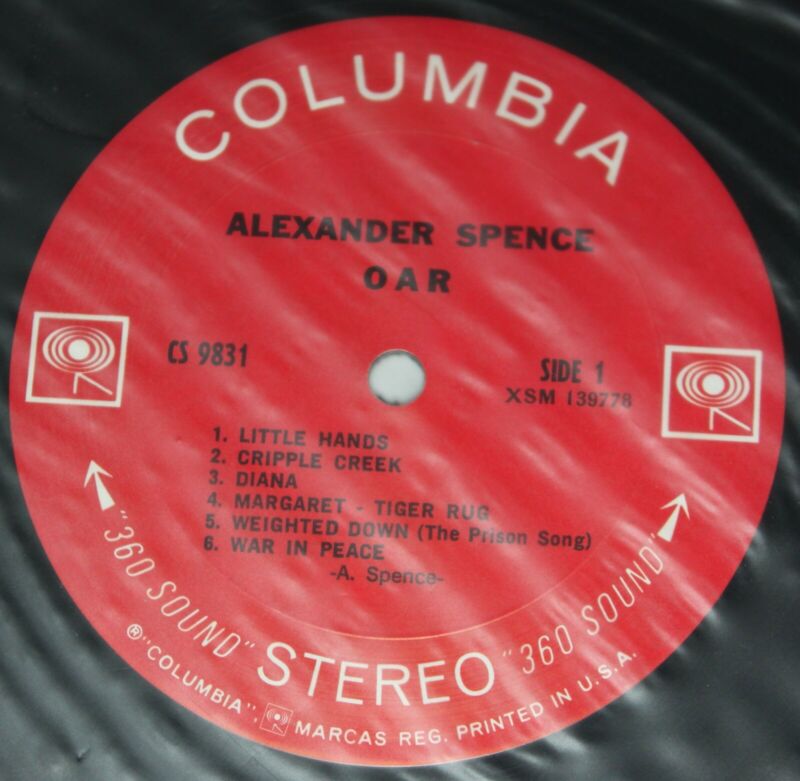 COLUMBIA
ALEXANDER SPENCE
OAR
CS 9831
SIDE 1
XSM 139778
1. LITTLE HANDS
2. CRIPPLE CREEK
3. DIANA
4. MARGARET - TIGER RUG
5. WEIGHTED DOWN (The Prison Song)
6. WAR IN PEACE
-A. Spence-
"360 SOUND" STEREO "360 SOUND"
® "COLUMBIA", MARCAS REG. PRINTED IN U.S.A.